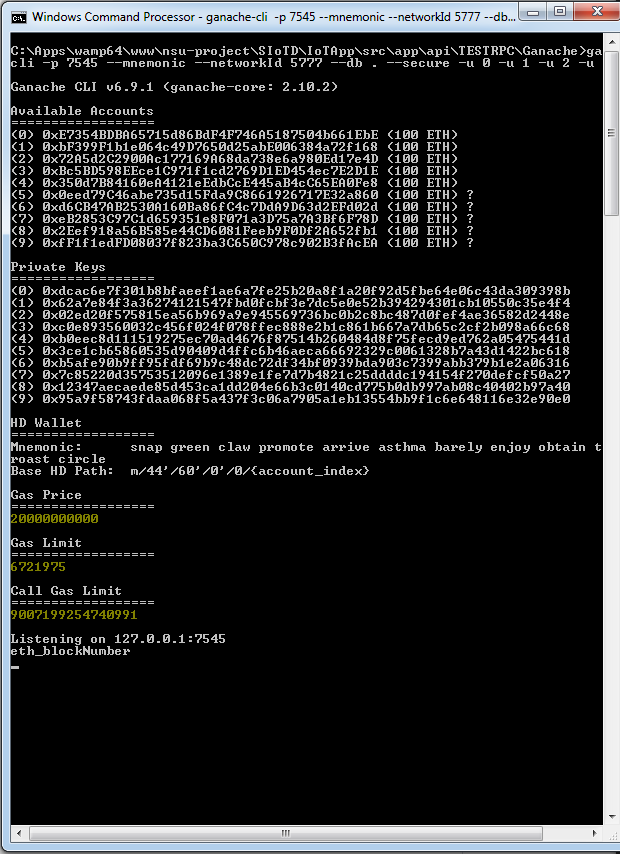 Windows Command Processor - ganache-cli -p 7545 --mnemonic --networkId 5777 --db...
C:\Apps\wamp64\www\nsu-project\SIoTD\IoTApp\src\app\api\TESTRPC\Ganache>ga
cli -p 7545 --mnemonic --networkId 5777 --db . --secure -u 0 -u 1 -u 2 -u
Ganache CLI v6.9.1 (ganache-core: 2.10.2)
Available Accounts
==================
(0) 0xE7354BDBA65715d86BdF4F746A5187504b661EbE (100 ETH)
(1) 0xbF399F1b1e064c49D7650d25abE006384a72f168 (100 ETH)
(2) 0x72A5d2C2900Ac177169A68da738e6a980Ed17e4D (100 ETH)
(3) 0xBc5BD598EEce1C971f1cd2769D1ED454ec7E2D1E (100 ETH)
(4) 0x350d7B84160eA4121eEdbCcE445aB4cC65EA0Fe8 (100 ETH)
(5) 0x0eed79C46abe735d15Fda9C8661926717E32a860 (100 ETH) ?
(6) 0xd6CB47AB2530A160Ba86fC4c7DdA9D63d2EFd02d (100 ETH) ?
(7) 0xeB2853C97C1d659351e8F071a3D75a7A3Bf6F78D (100 ETH) ?
(8) 0x2Eef918a56B585e44CD6081Feeb9F0Df2A652fb1 (100 ETH) ?
(9) 0xfF1f1edFD08037f823ba3C650C978c902B3fAcEA (100 ETH) ?
Private Keys
==================
(0) 0xdcac6e7f301b8bfaeef1ae6a7fe25b20a8f1a20f92d5fbe64e06c43da309398b
(1) 0x62a7e84f3a36274121547fbd0fcbf3e7dc5e0e52b394294301cb10550c35e4f4
(2) 0x02ed20f575815ea56b969a9e945569736bc0b2c8bc487d0fef4ae36582d2448e
(3) 0xc0e893560032c456f024f078ffec888e2b1c861b667a7db65c2cf2b098a66c68
(4) 0xb0eec8d111519275ec70ad4676f87514b260484d8f75fecd9ed762a05475441d
(5) 0x3ce1cb65860535d90409d4ffc6b46aeca66692329c0061328b7a43d1422bc618
(6) 0xb5afe90b9ff95fdf69b9c48dc72df34bf0939bda903c7399abb379b1e2a06316
(7) 0x7c85220d35753512096e1389e1fe7d7b4821c25ddddc194154f270defcf50a27
(8) 0x12347aecaede85d453ca1dd204e66b3c0140cd775b0db997ab08c40402b97a40
(9) 0x95a9f58743fdaa068f5a437f3c06a7905a1eb13554bb9f1c6e648116e32e90e0
HD Wallet
==================
Mnemonic:      snap green claw promote arrive asthma barely enjoy obtain t
roast circle
Base HD Path:  m/44'/60'/0'/0/{account_index}
Gas Price
==================
20000000000
Gas Limit
==================
6721975
Call Gas Limit
==================
9007199254740991
Listening on 127.0.0.1:7545
eth_blockNumber